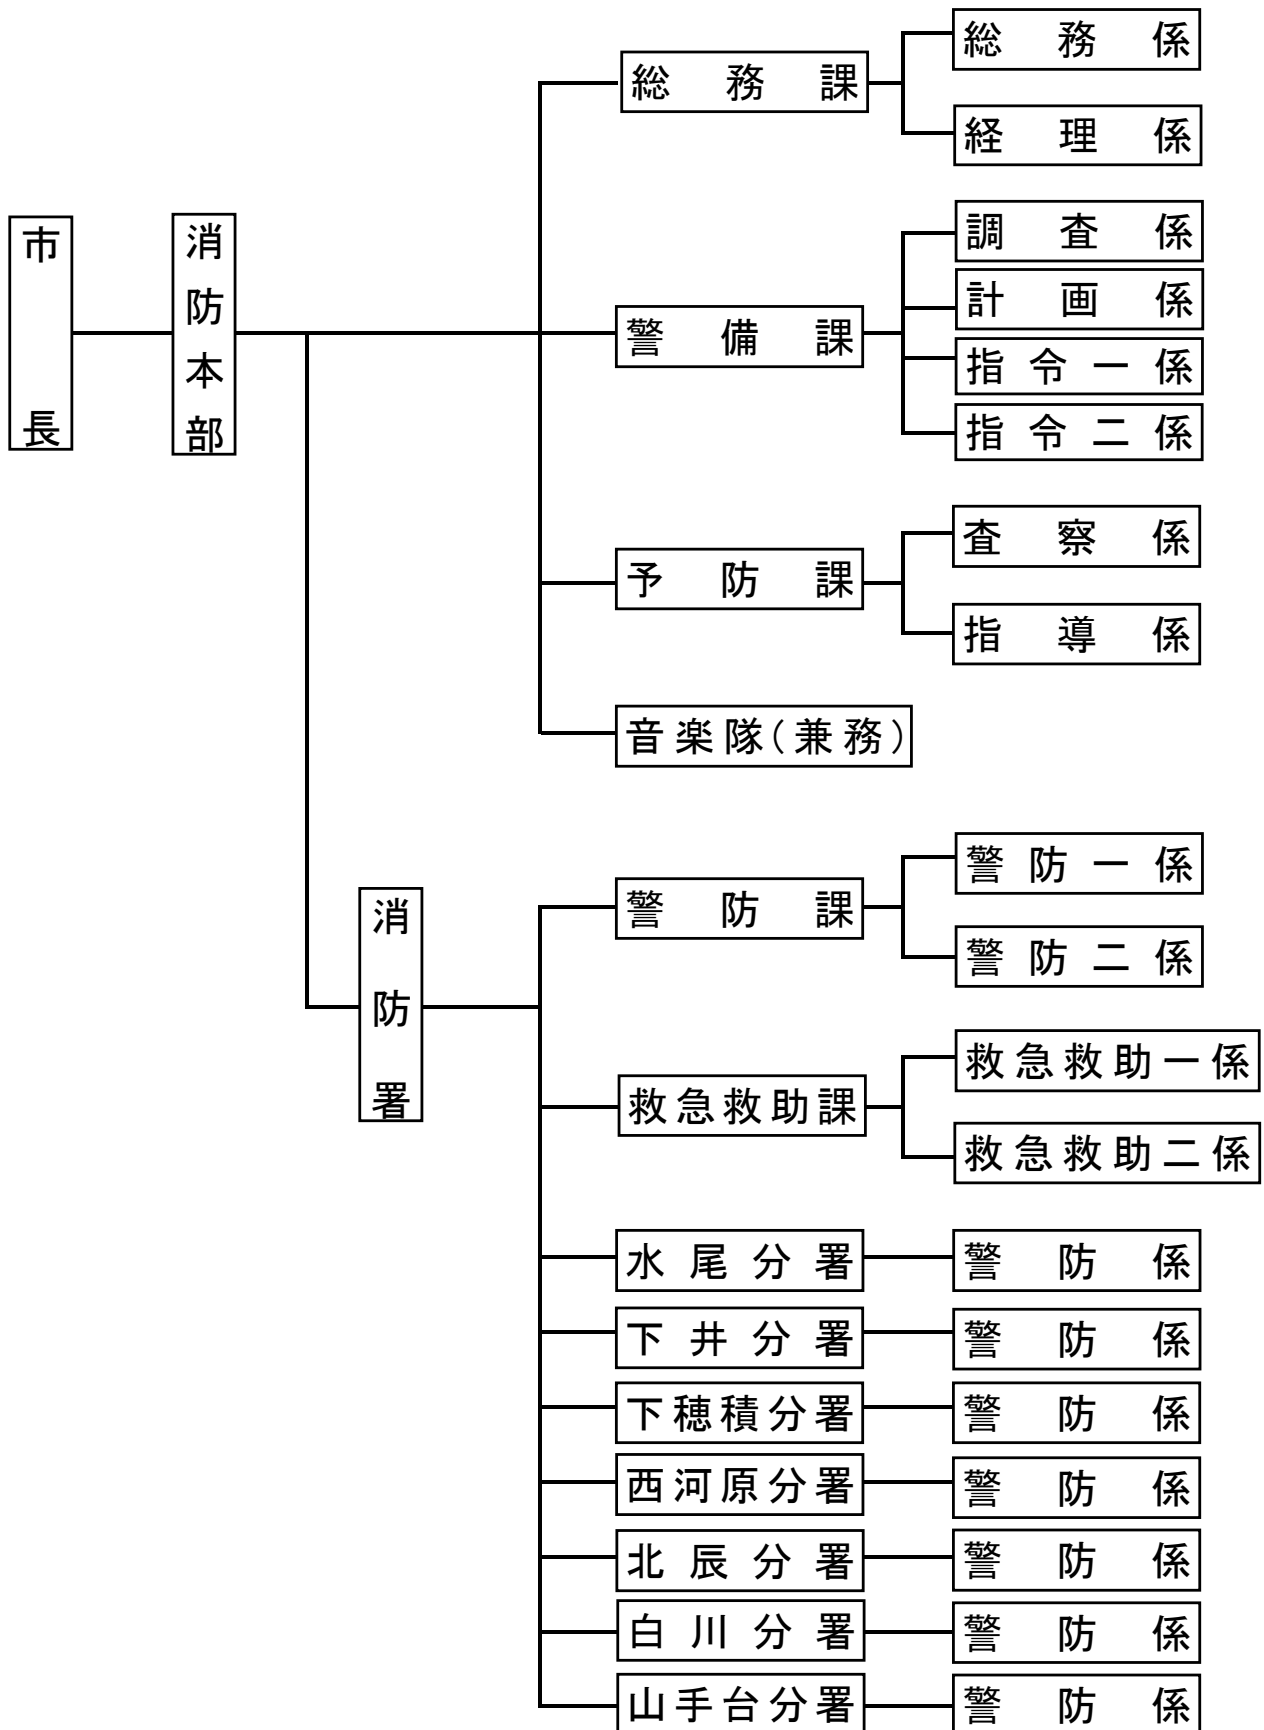 市長
消防本部
総務課
総務係
経理係
警備課
調査係
計画係
指令一係
指令二係
予防課
査察係
指導係
音楽隊（兼務）
消防署
警防課
警防一係
警防二係
救急救助課
救急救助一係
救急救助二係
水尾分署
警防係
下井分署
警防係
下穂積分署
警防係
西河原分署
警防係
北辰分署
警防係
白川分署
警防係
山手台分署
警防係